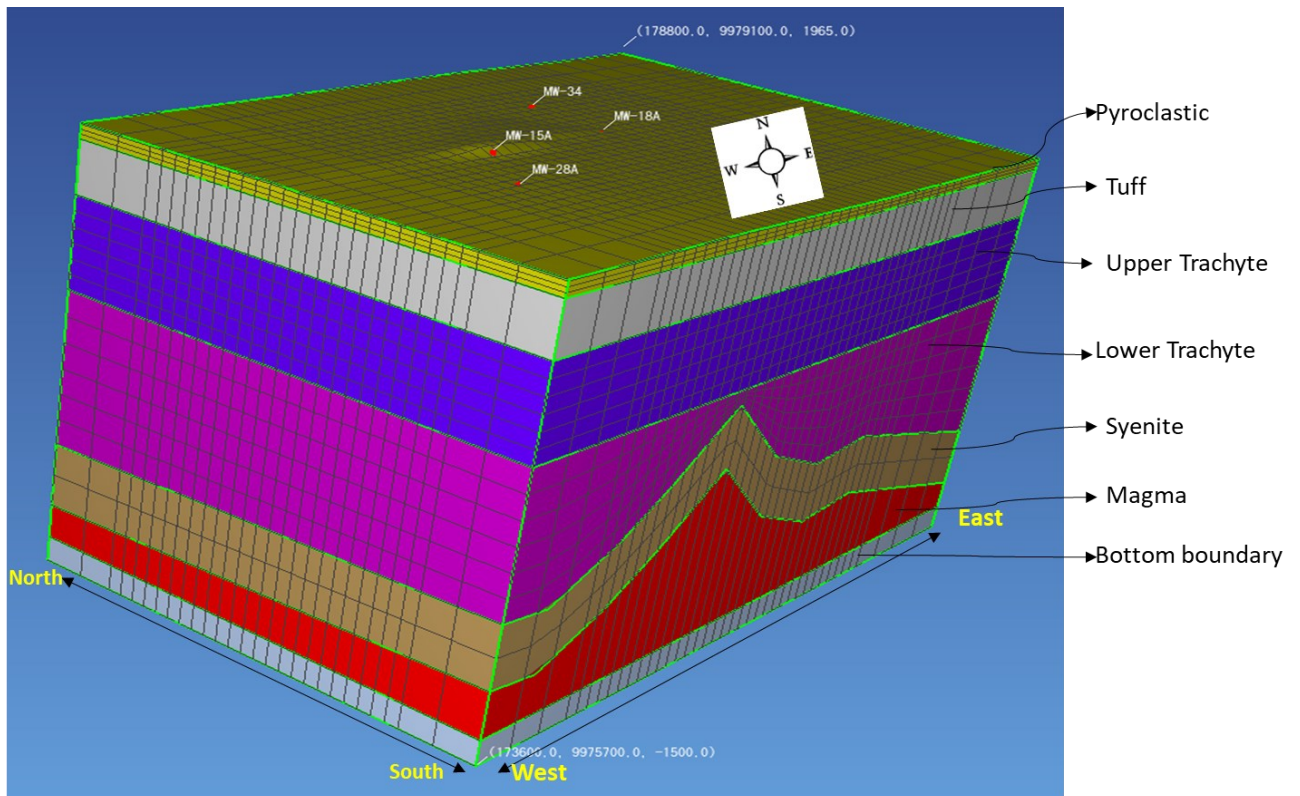 (178800.0, 9979100.0, 1965.0)
MW-34
MW-18A
MW-15A
MW-28A
N
W
E
S
Pyroclastic
Tuff
Upper Trachyte
Lower Trachyte
Syenite
Magma
East
Bottom boundary
North
(173600.0, 9975700.0, -1500.0)
South
West